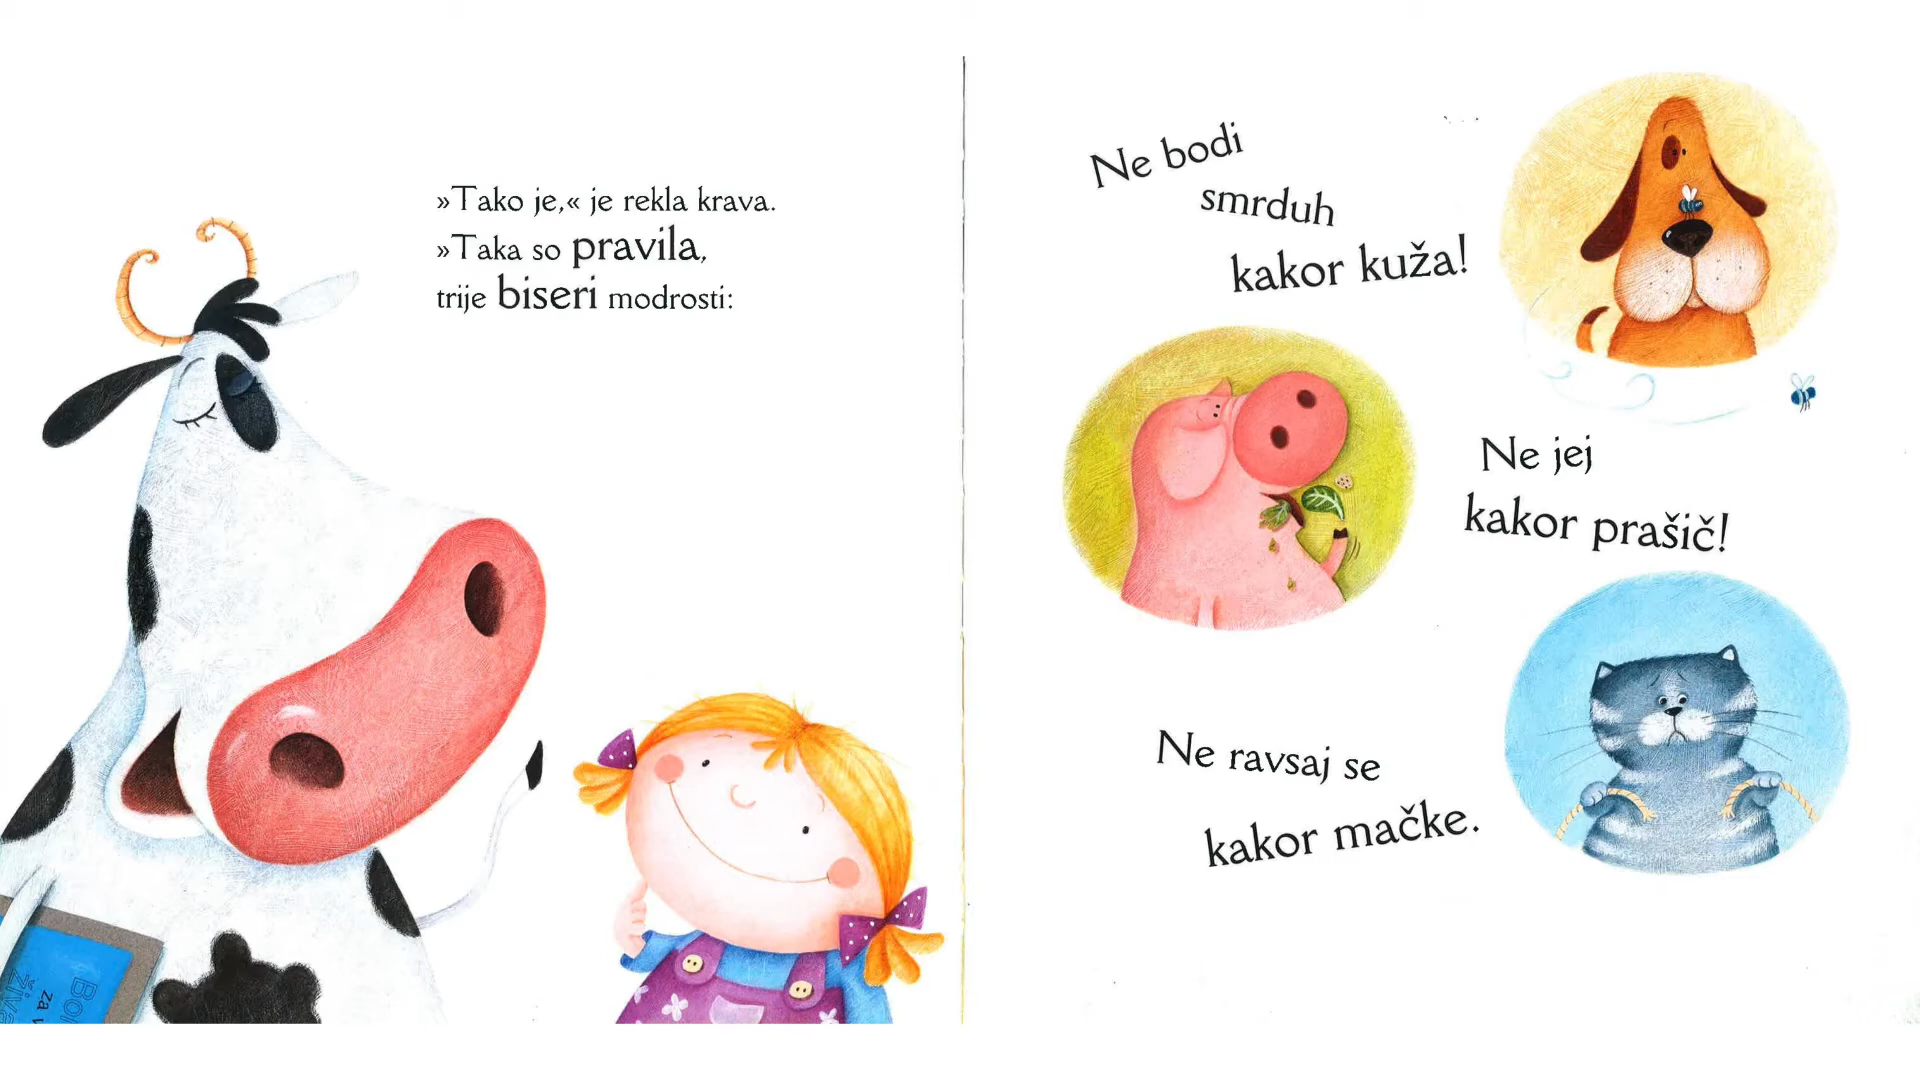 »Tako je,« je rekla krava.
»Taka so pravila,
trije biseri modrosti:
Ne bodi
smrduh
kakor kuža!
Ne jej
kakor prašič!
Ne ravsaj se
kakor mačke.
za